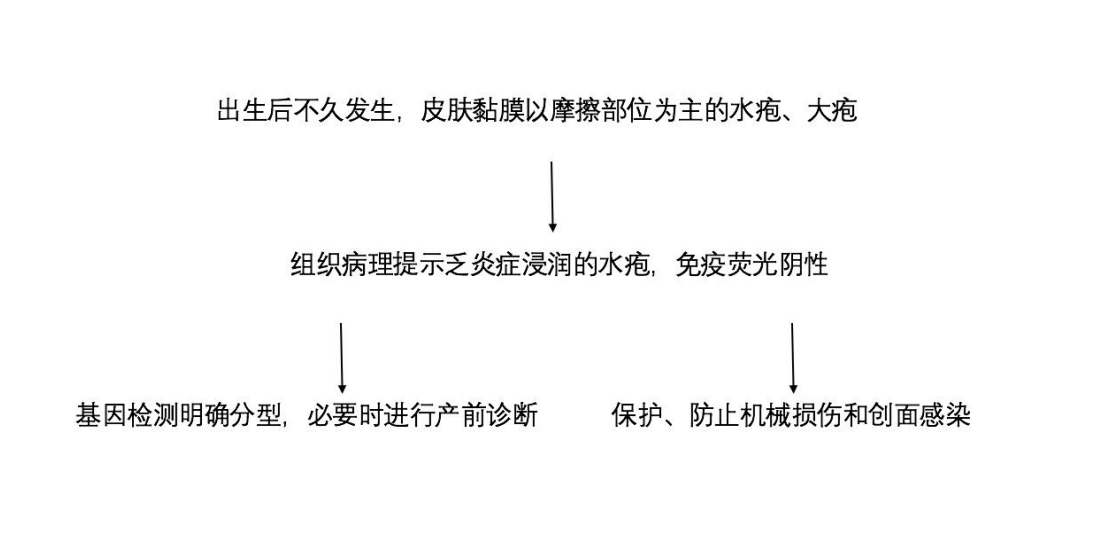 出生后不久发生，皮肤黏膜以摩擦部位为主的水疱、大疱
组织病理提示乏炎症浸润的水疱，免疫荧光阴性
基因检测明确分型，必要时进行产前诊断
保护、防止机械损伤和创面感染